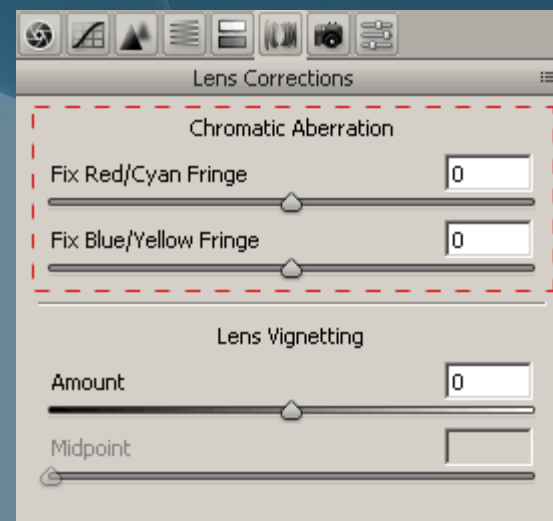 Lens Corrections
Chromatic Aberration
Fix Red/Cyan Fringe 0
Fix Blue/Yellow Fringe 0
Lens Vignetting
Amount 0
Midpoint